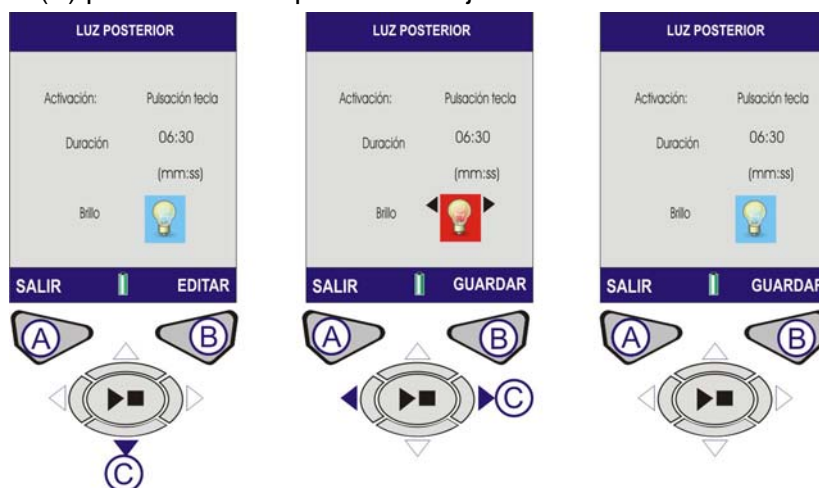 LUZ POSTERIOR
Activación: Pulsación tecla
Duración 06:30
(mm:ss)
Brillo
SALIR EDITAR
A B
C
LUZ POSTERIOR
Activación: Pulsación tecla
Duración 06:30
(mm:ss)
Brillo
SALIR GUARDAR
A B
C
LUZ POSTERIOR
Activación: Pulsación tecla
Duración 06:30
(mm:ss)
Brillo
SALIR GUARDAR
A B